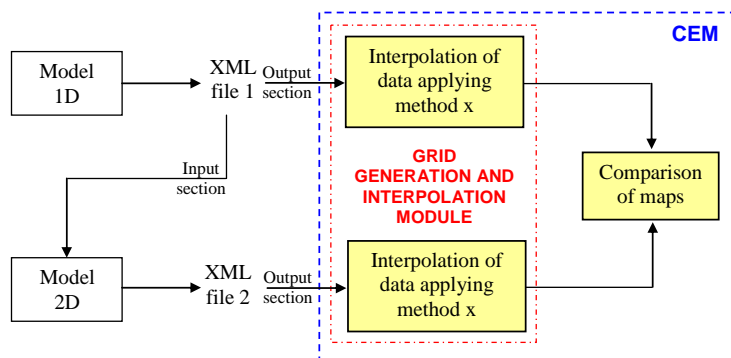 CEM
Model
1D
XML
file 1
Output
section
Interpolation of
data applying
method x
Input
section
GRID
GENERATION AND
INTERPOLATION
MODULE
Comparison
of maps
Model
2D
XML
file 2
Output
section
Interpolation of
data applying
method x